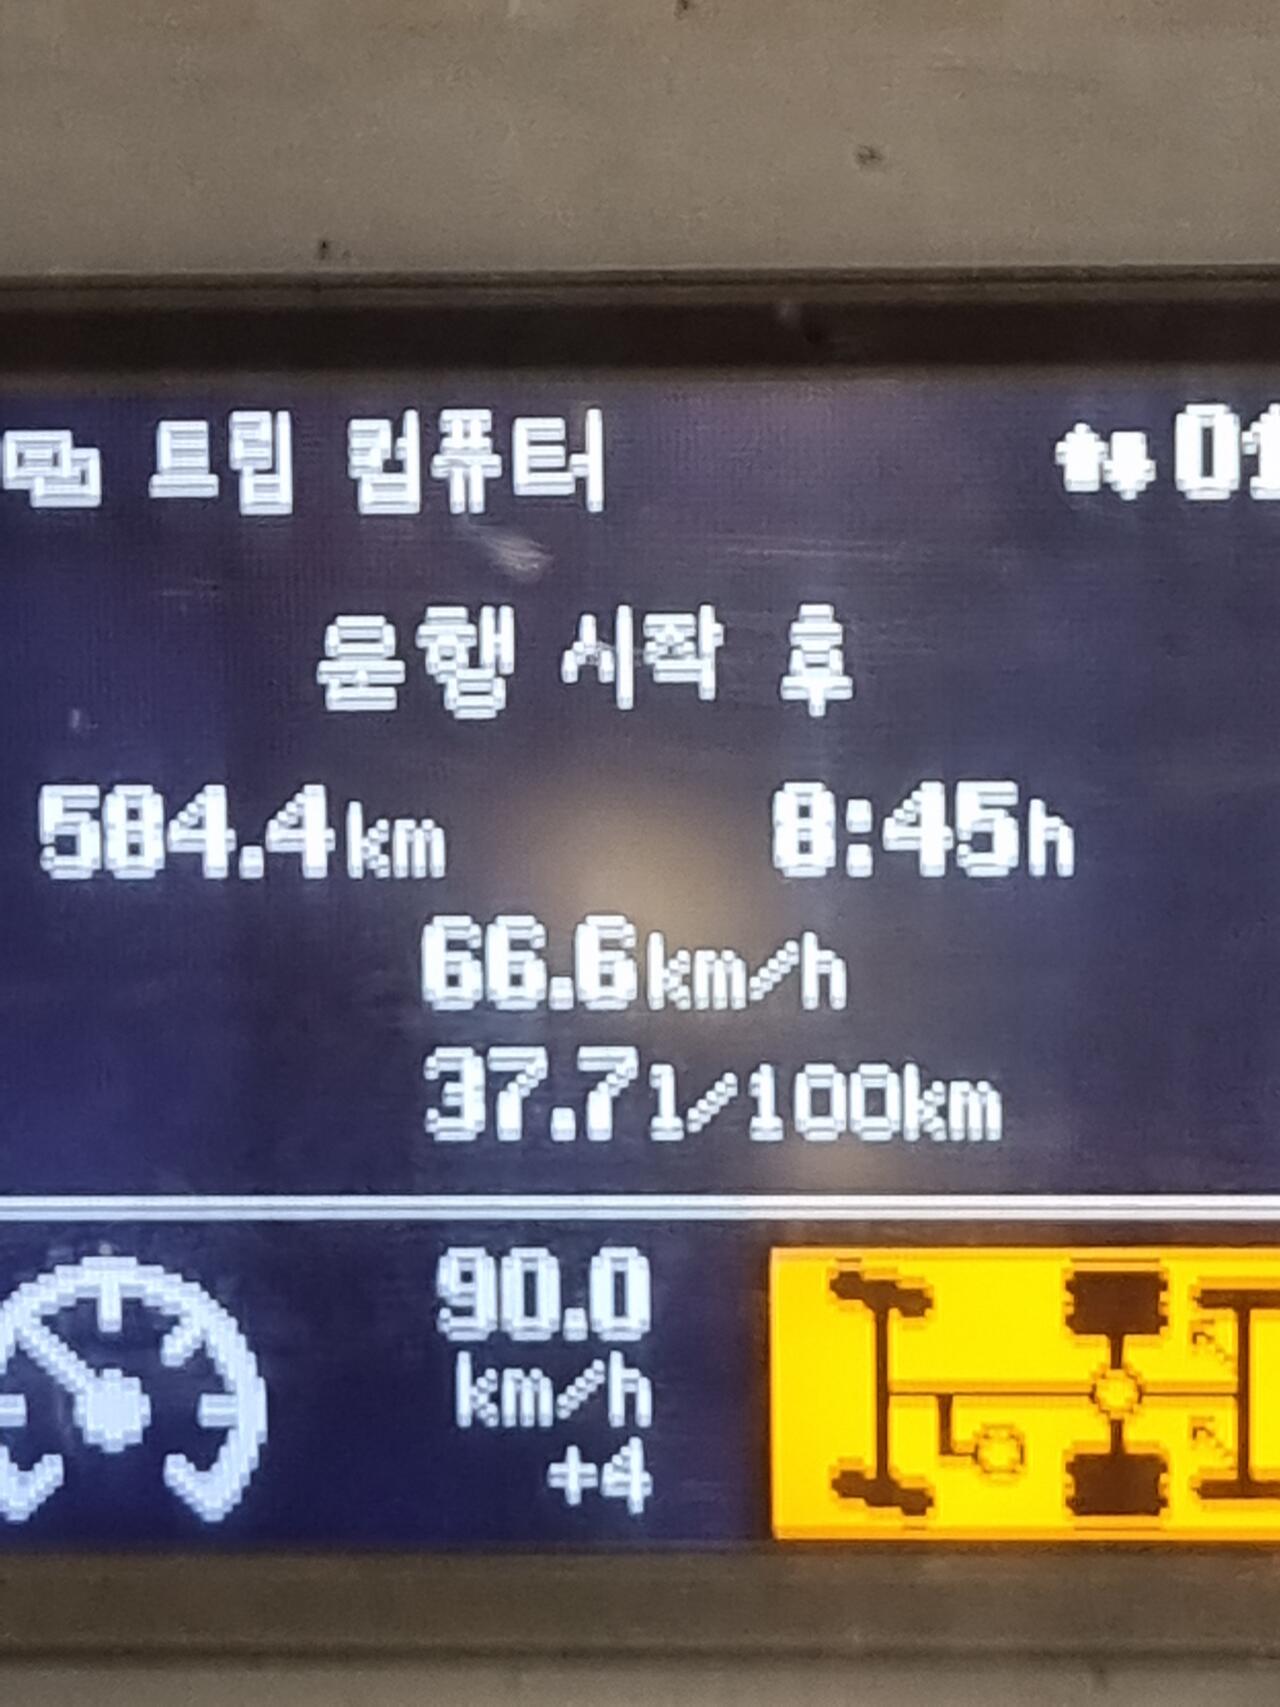 트립 컴퓨터 01
운행 시작 후
584.4km 8:45h
66.6km/h
37.7l/100km
90.0
km/h
+4